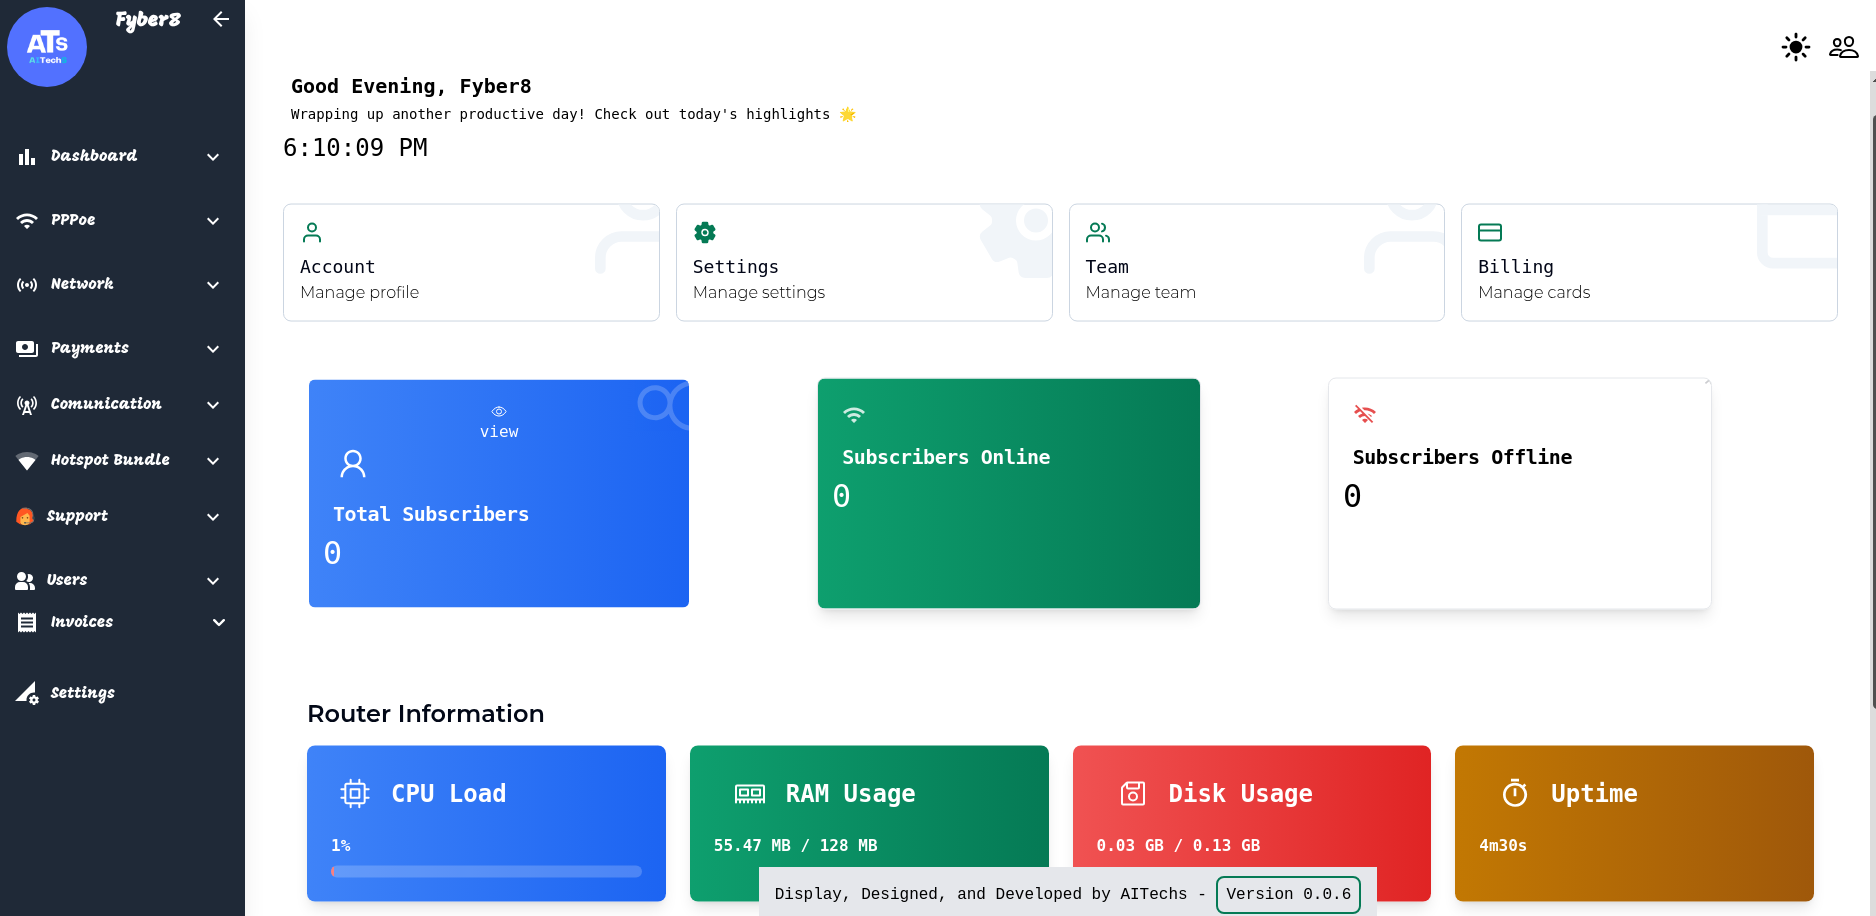 ATs
AITech8
Fyber8
Dashboard
PPPoe
Network
Payments
Comunication
Hotspot Bundle
Support
Users
Invoices
Settings
Good Evening, Fyber8
Wrapping up another productive day! Check out today's highlights 🌟
6:10:09 PM
Account
Manage profile
Settings
Manage settings
Team
Manage team
Billing
Manage cards
view
Total Subscribers
0
Subscribers Online
0
Subscribers Offline
0
Router Information
CPU Load
1%
RAM Usage
55.47 MB / 128 MB
Disk Usage
0.03 GB / 0.13 GB
Uptime
4m30s
Display, Designed, and Developed by AITechs - Version 0.0.6